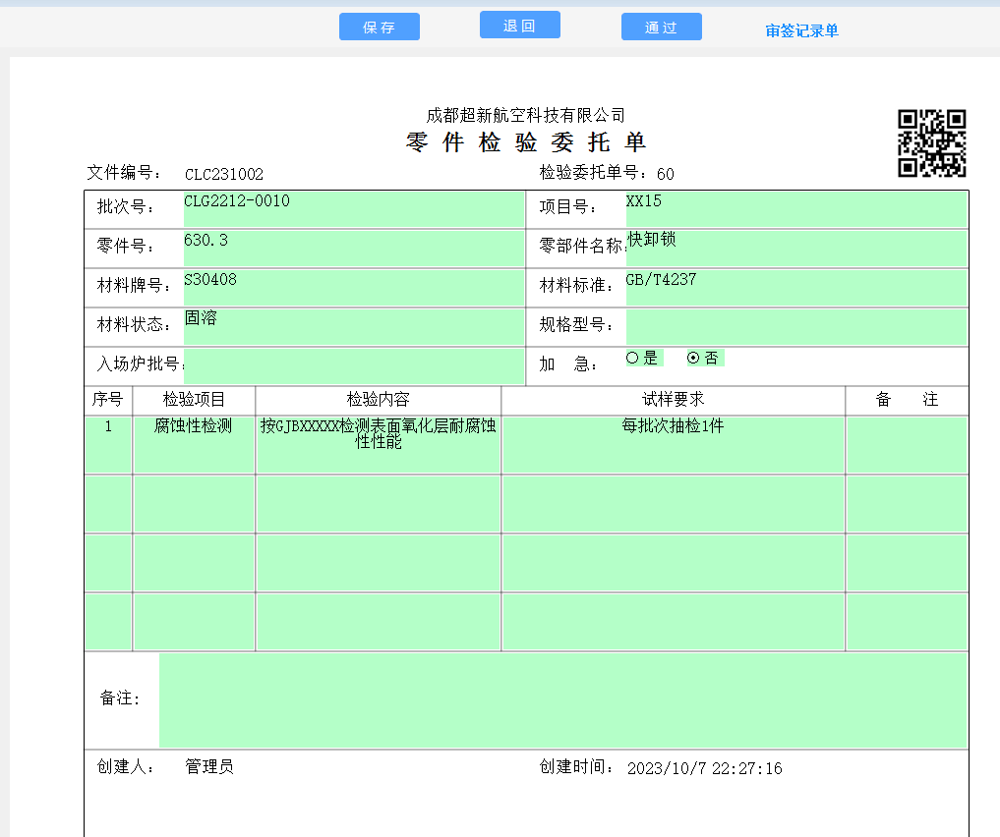 保存 退回 通过 审签记录单
成都超新航空科技有限公司
零件检验委托单
文件编号： CLC231002 检验委托单号：60
批次号： CLG2212-0010 项目号： XX15
零件号： 630.3 零部件名称： 快卸锁
材料牌号： S30408 材料标准： GB/T4237
材料状态： 固溶 规格型号：
入场炉批号： 加 急： 是 否
序号 检验项目 检验内容 试样要求 备 注
1 腐蚀性检测 按GJBXXXXX检测表面氧化层耐腐蚀 每批次抽检1件
性性能
备注:
创建人： 管理员 创建时间： 2023/10/7 22:27:16